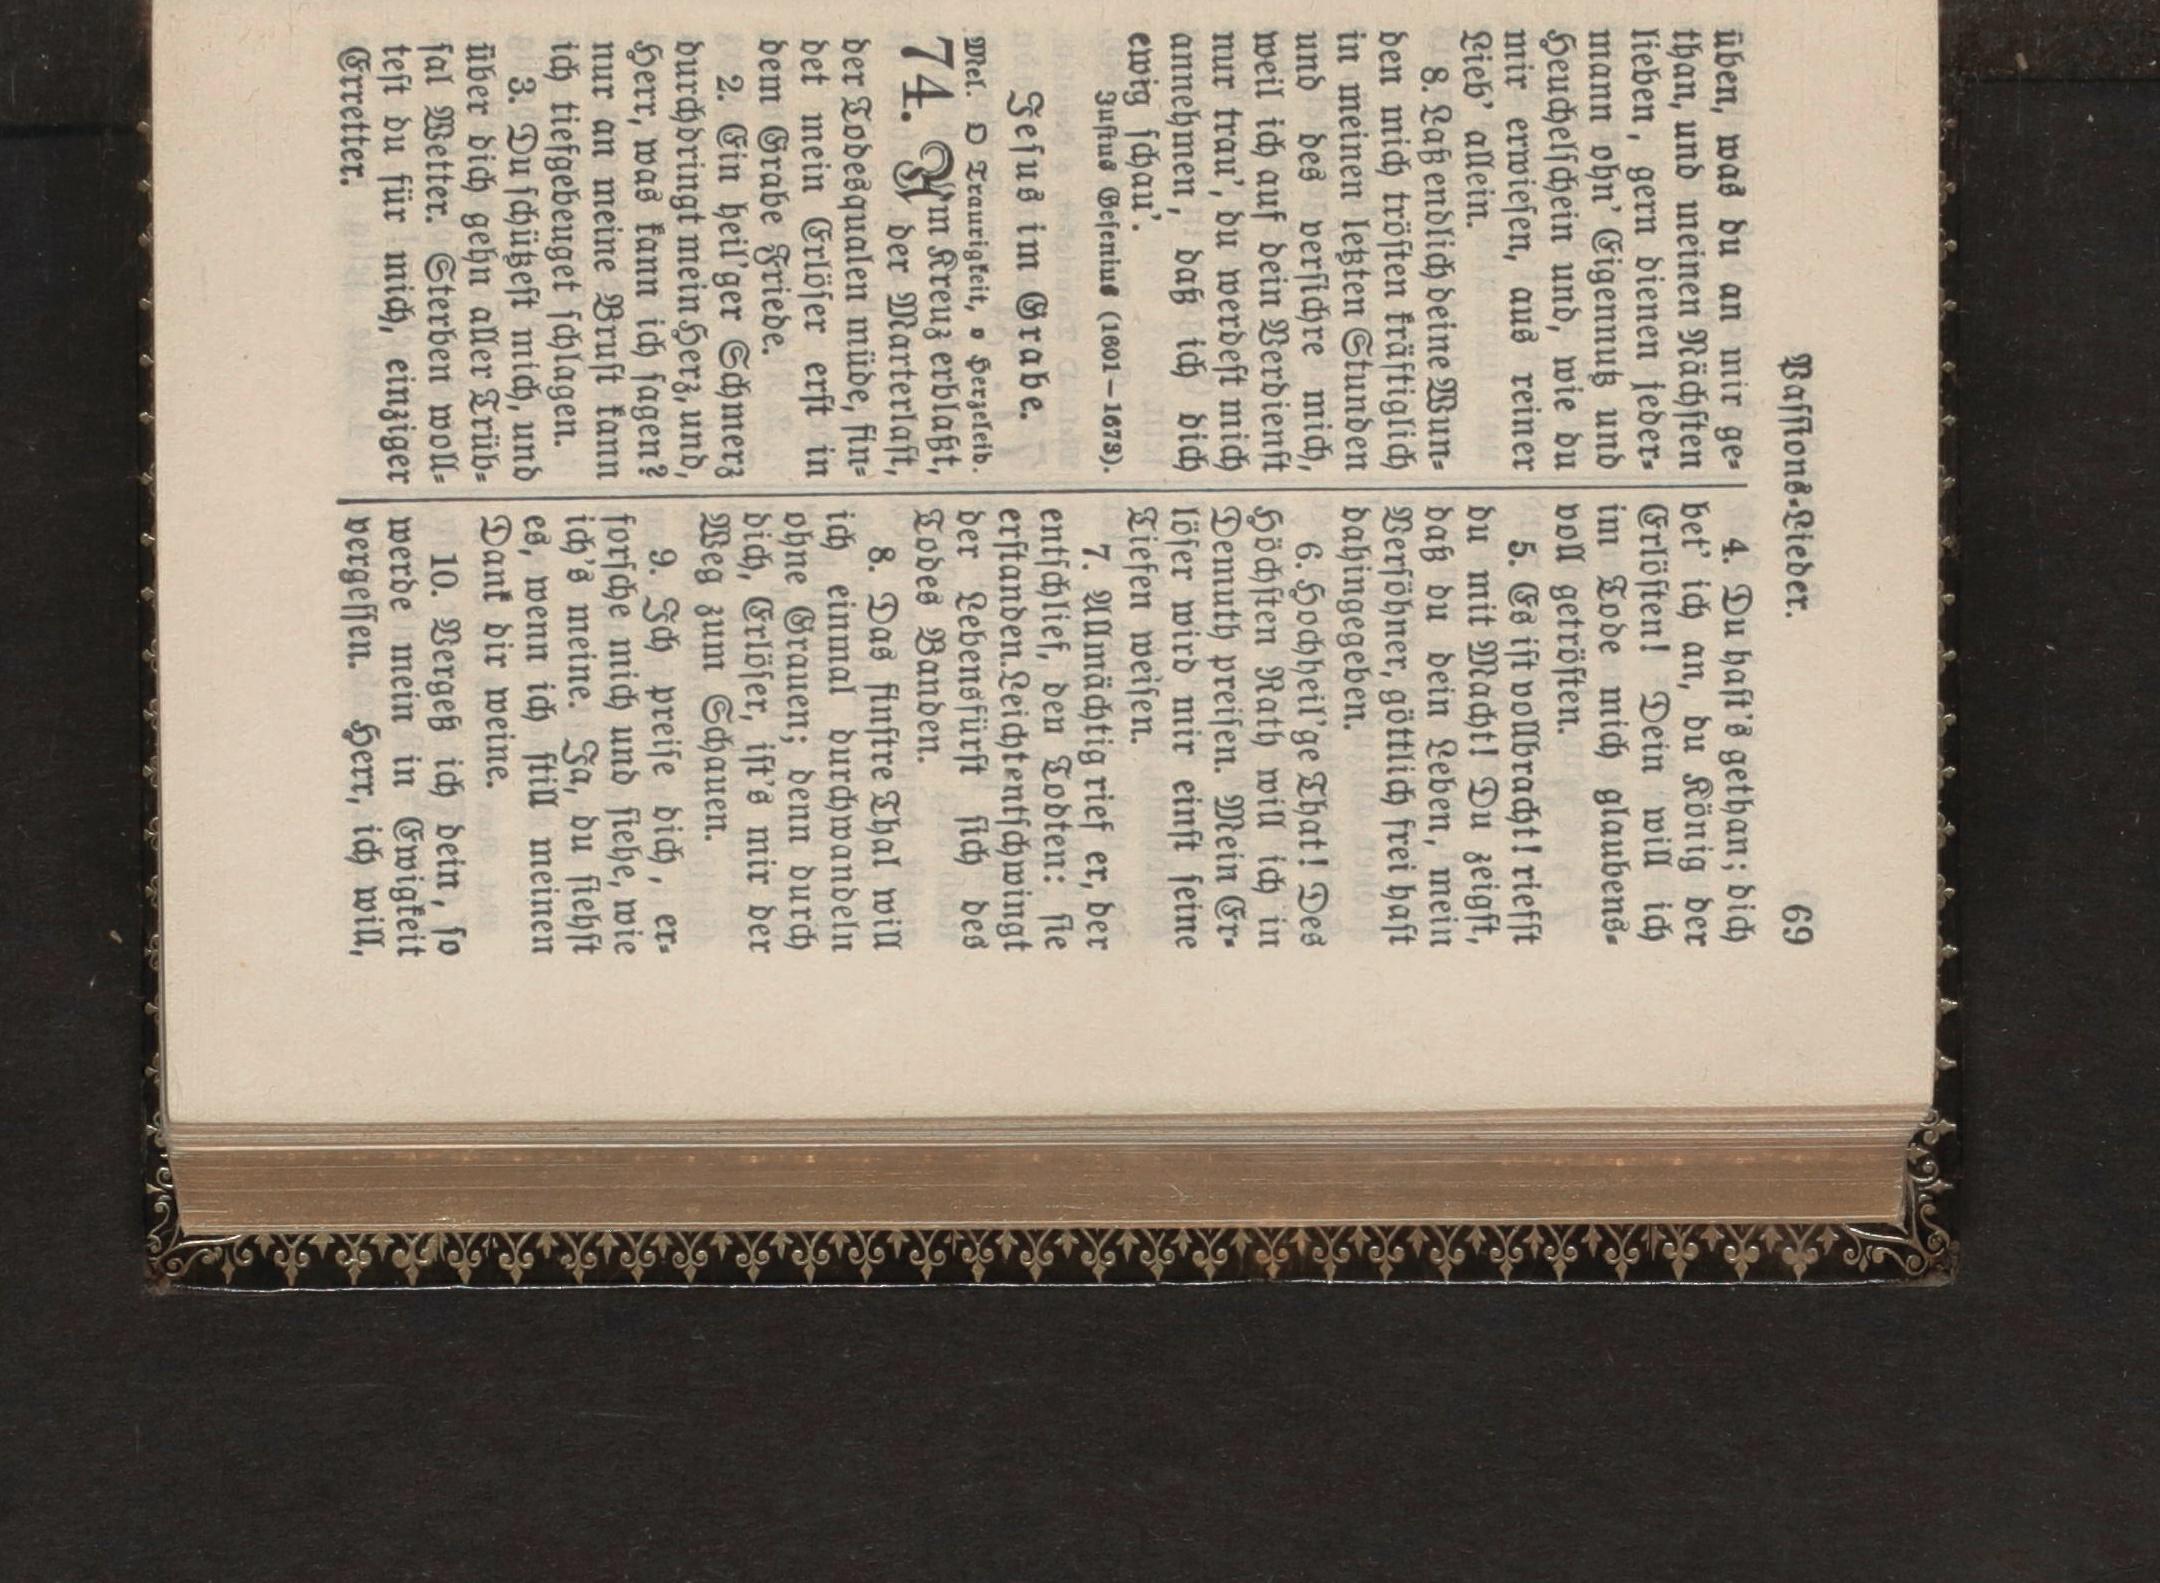 Passions-Lieder. 69
üben, was du an mir ge-
than, und meinen Nächsten
lieben, gern dienen jeder-
mann ohn' Eigennutz und
Heuchelschein und, wie du
mir erwiesen, aus reiner
Lieb' allein.
8. Laß endlich deine Wun-
den mich trösten kräftiglich
in meinen letzten Stunden
und des versichre mich,
weil ich auf dein Verdienst
nur trau', du werdest mich
annehmen, daß ich dich
ewig schau'.
Justus Gesenius (1601–1673).
Jesus im Grabe.
Mel. O Traurigkeit, o Herzeleid.
74. Am Kreuz erblaßt,
der Marterlast,
der Todesqualen müde, fin-
det mein Erlöser erst in
dem Grabe Friede.
2. Ein heil'ger Schmerz
durchdringt mein Herz, und,
Herr, was kann ich sagen?
nur an meine Brust kann
ich tiefgebeuget schlagen.
3. Du schützest mich, und
über dich gehn aller Trüb-
sal Wetter. Sterben woll-
test du für mich, einziger
Erretter.
4. Du hast's gethan; dich
bet' ich an, du König der
Erlösten! Dein will ich
im Tode mich glaubens-
voll getrösten.
5. Es ist vollbracht! riefst
du mit Macht! Du zeigst,
daß du dein Leben, mein
Versöhner, göttlich frei hast
dahingegeben.
6. Hochheil'ge That! Des
Höchsten Rath will ich in
Demuth preisen. Mein Er-
löser wird mir einst seine
Tiefen weisen.
7. Allmächtig rief er, der
entschlief, den Todten: sie
erstanden. Leicht entschwingt
der Lebensfürst sich des
Todes Banden.
8. Das finstre Thal will
ich einmal durchwandeln
ohne Grauen; denn durch
dich, Erlöser, ist's mir der
Weg zum Schauen.
9. Ich preise dich, er-
forsche mich und siehe, wie
ich's meine. Ja, du siehst
es, wenn ich still meinen
Dank dir weine.
10. Vergeß ich dein, so
werde mein in Ewigkeit
vergessen. Herr, ich will,